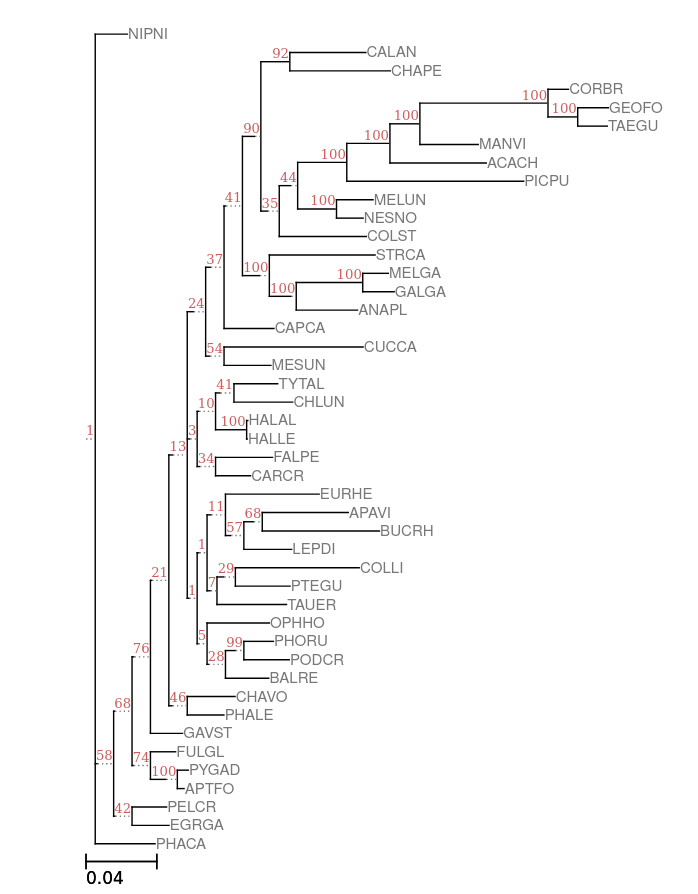 NIPNI
92 CALAN
CHAPE
100 CORBR
90 100 100 GEOFO
100 TAEGU
100 MANVI
ACACH
44 PICPU
41 35 100 MELUN
NESNO
COLST
37 100 STRCA
100 100 MELGA
GALGA
24 ANAPL
CAPCA
54 CUCCA
MESUN
41 TYTAL
10 CHLUN
100 HALAL
1 13 3 HALLE
34 FALPE
CARCR
11 EURHE
68 APAVI
57 BUCRH
1 LEPDI
21 29 COLLI
1 7 PTEGU
TAUER
5 OPHHO
76 99 PHORU
28 PODCR
BALRE
68 46 CHAVO
PHALE
GAVST
58 74 FULGL
100 PYGAD
APTFO
42 PELCR
EGRGA
PHACA
0.04